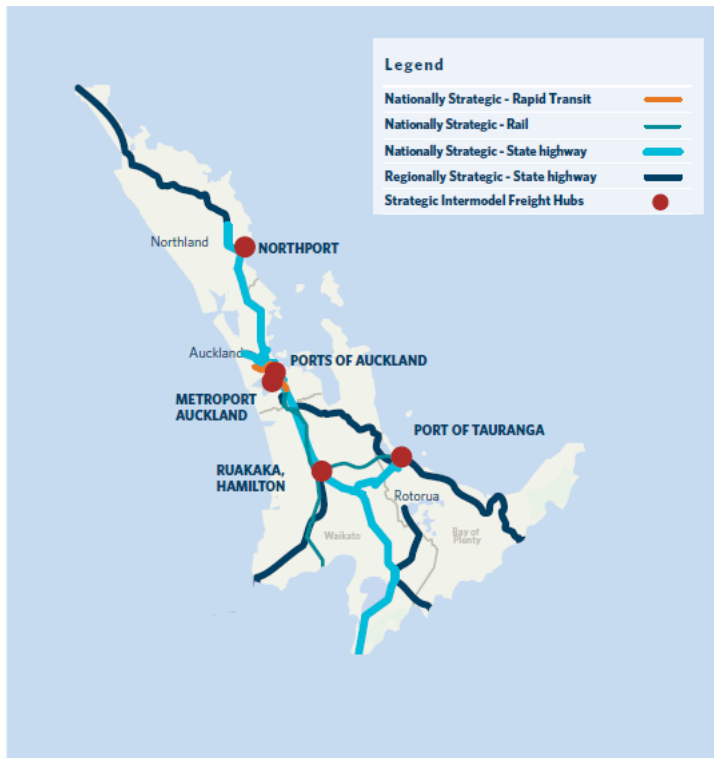 Legend
Nationally Strategic - Rapid Transit
Nationally Strategic - Rail
Nationally Strategic - State highway
Regionally Strategic - State highway
Strategic Intermodel Freight Hubs
Northland
NORTHPORT
Auckland
PORTS OF AUCKLAND
METROPORT
AUCKLAND
PORT OF TAURANGA
RUAKAKA,
HAMILTON
Rotorua
Waikato
Bay of
Plenty